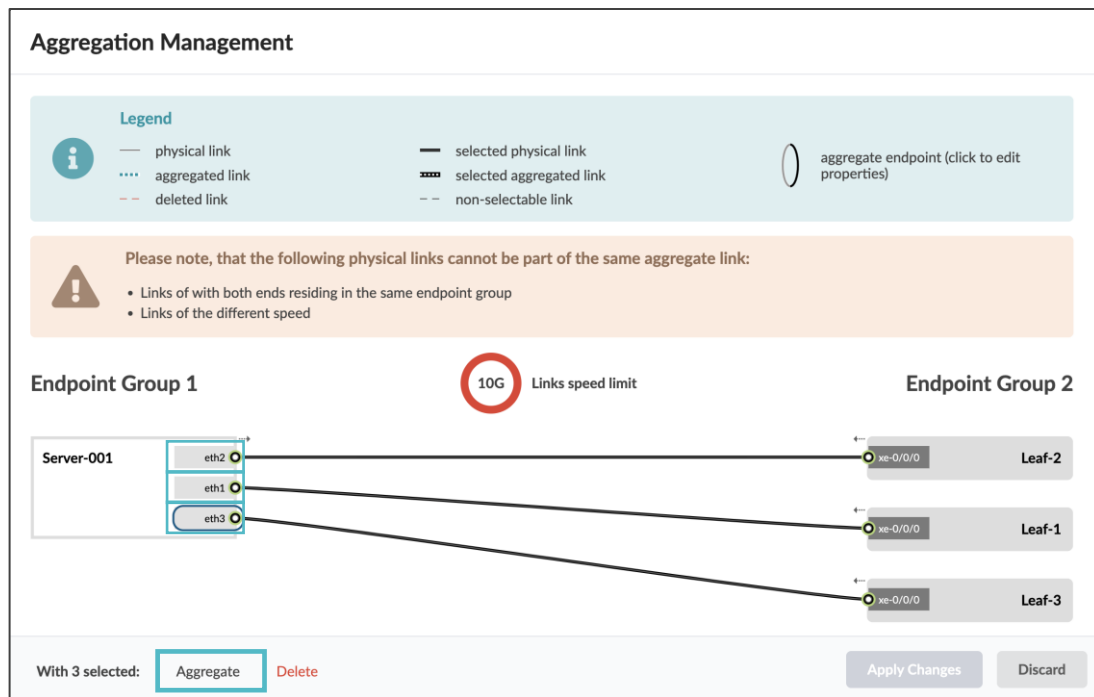 Aggregation Management
Legend
physical link
aggregated link
deleted link
selected physical link
selected aggregated link
non-selectable link
aggregate endpoint (click to edit
properties)
Please note, that the following physical links cannot be part of the same aggregate link:
• Links of with both ends residing in the same endpoint group
• Links of the different speed
Endpoint Group 1
10G Links speed limit
Endpoint Group 2
Server-001
eth2
eth1
eth3
xe-0/0/0 Leaf-2
xe-0/0/0 Leaf-1
xe-0/0/0 Leaf-3
With 3 selected: Aggregate Delete
Apply Changes Discard